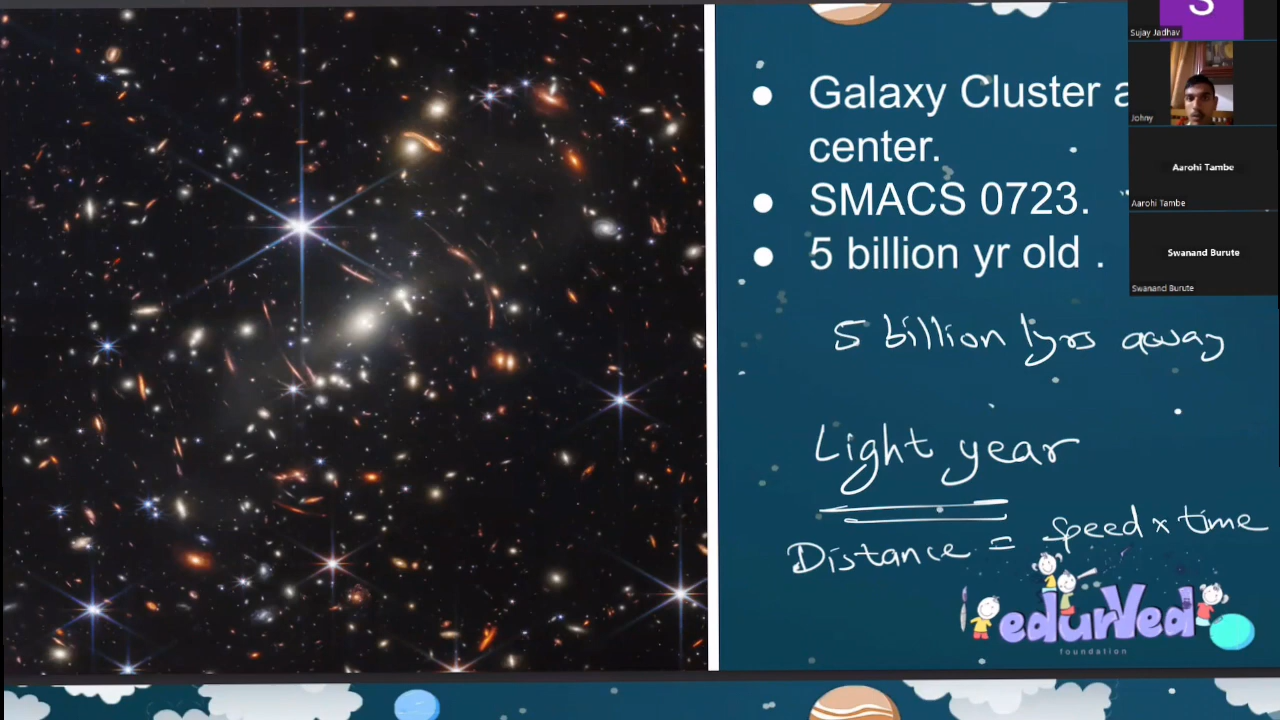 S
Sujay Jadhav
Galaxy Cluster a
center.
SMACS 0723.
5 billion yr old .
Johny
Aarohi Tambe
Aarohi Tambe
Swanand Burute
Swanand Burute
5 billion lyrs away
Light year
Distance = speed x time
edurVed
foundation